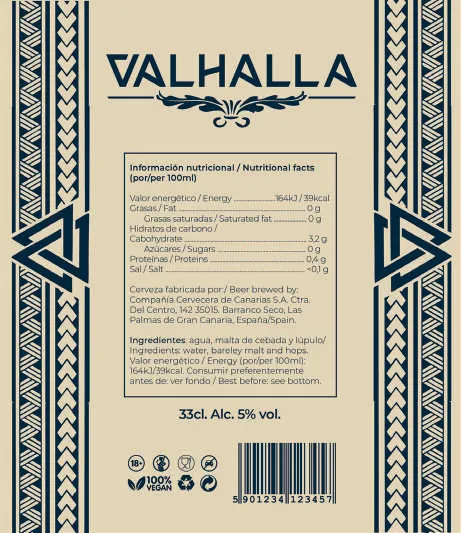 VALHALLA
Información nutricional / Nutritional facts
(por/per 100ml)
Valor energético / Energy ........................164kJ / 39kcal
Grasas / Fat ........................................................ 0 g
Grasas saturadas / Saturated fat .................. 0 g
Hidratos de carbono /
Cabohydrate .................................................... 3,2 g
Azúcares / Sugars ........................................ 0 g
Proteínas / Proteins ........................................ 0,4 g
Sal / Salt ........................................................ <0,1 g
Cerveza fabricada por:/ Beer brewed by:
Compañía Cervecera de Canarias S.A. Ctra.
Del Centro, 142 35015. Barranco Seco, Las
Palmas de Gran Canaria, España/Spain.
Ingredientes: agua, malta de cebada y lúpulo/
Ingredients: water, bareley malt and hops.
Valor energético / Energy (por/per 100ml):
164kJ/39kcal. Consumir preferentemente
antes de: ver fondo / Best before: see bottom.
33cl. Alc. 5% vol.
18+
100%
VEGAN
5 901234 123457